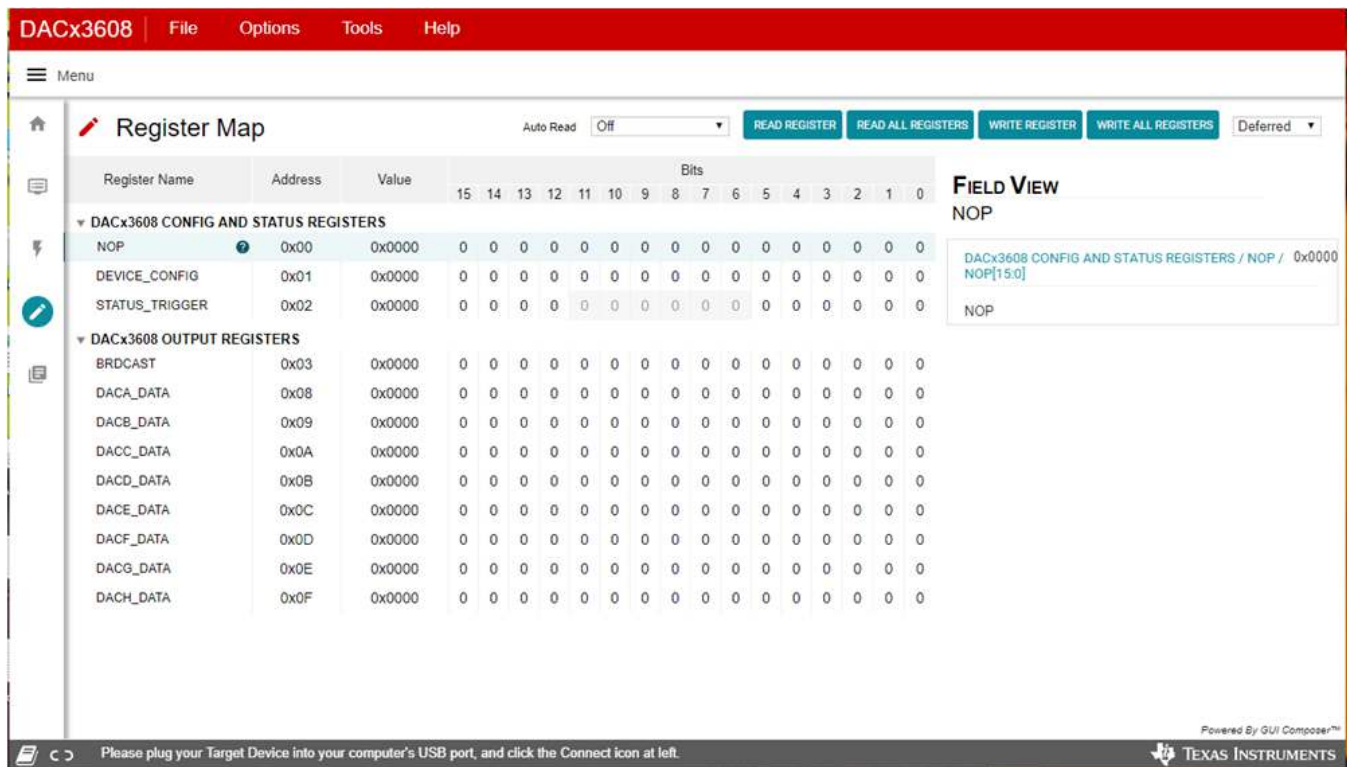 DACx3608 File Options Tools Help
Menu
Register Map Auto Read Off READ REGISTER READ ALL REGISTERS WRITE REGISTER WRITE ALL REGISTERS Deferred
Register Name Address Value Bits
15 14 13 12 11 10 9 8 7 6 5 4 3 2 1 0
DACx3608 CONFIG AND STATUS REGISTERS
NOP 0x00 0x0000 0 0 0 0 0 0 0 0 0 0 0 0 0 0 0 0
DEVICE_CONFIG 0x01 0x0000 0 0 0 0 0 0 0 0 0 0 0 0 0 0 0 0
STATUS_TRIGGER 0x02 0x0000 0 0 0 0 0 0 0 0 0 0 0 0 0 0 0 0
DACx3608 OUTPUT REGISTERS
BRDCAST 0x03 0x0000 0 0 0 0 0 0 0 0 0 0 0 0 0 0 0 0
DACA_DATA 0x08 0x0000 0 0 0 0 0 0 0 0 0 0 0 0 0 0 0 0
DACB_DATA 0x09 0x0000 0 0 0 0 0 0 0 0 0 0 0 0 0 0 0 0
DACC_DATA 0x0A 0x0000 0 0 0 0 0 0 0 0 0 0 0 0 0 0 0 0
DACD_DATA 0x0B 0x0000 0 0 0 0 0 0 0 0 0 0 0 0 0 0 0 0
DACE_DATA 0x0C 0x0000 0 0 0 0 0 0 0 0 0 0 0 0 0 0 0 0
DACF_DATA 0x0D 0x0000 0 0 0 0 0 0 0 0 0 0 0 0 0 0 0 0
DACG_DATA 0x0E 0x0000 0 0 0 0 0 0 0 0 0 0 0 0 0 0 0 0
DACH_DATA 0x0F 0x0000 0 0 0 0 0 0 0 0 0 0 0 0 0 0 0 0
FIELD VIEW
NOP
DACx3608 CONFIG AND STATUS REGISTERS / NOP / 0x0000
NOP[15:0]
NOP
Powered By GUI Composer™
Please plug your Target Device into your computer's USB port, and click the Connect icon at left. TEXAS INSTRUMENTS